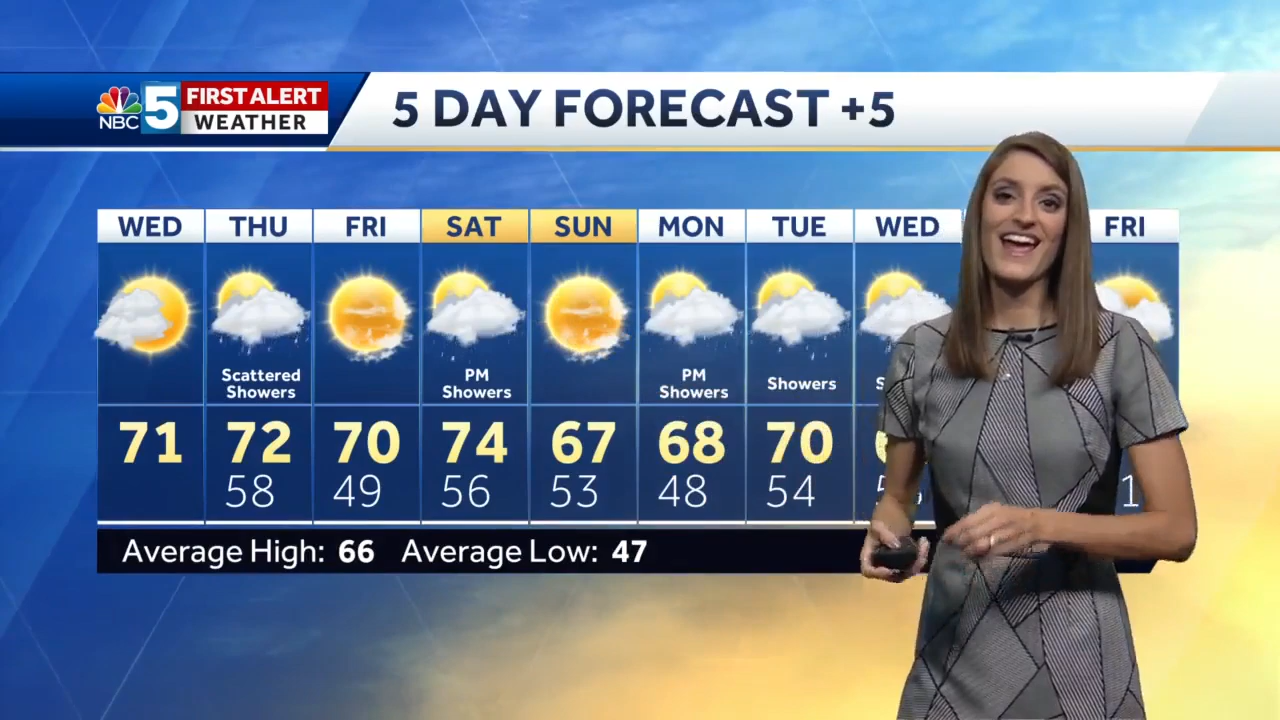 NBC 5 FIRST ALERT WEATHER
5 DAY FORECAST +5
WED THU FRI SAT SUN MON TUE WED FRI
Scattered Showers
PM Showers
PM Showers
Showers
71 72 70 74 67 68 70
58 49 56 53 48 54
Average High: 66 Average Low: 47